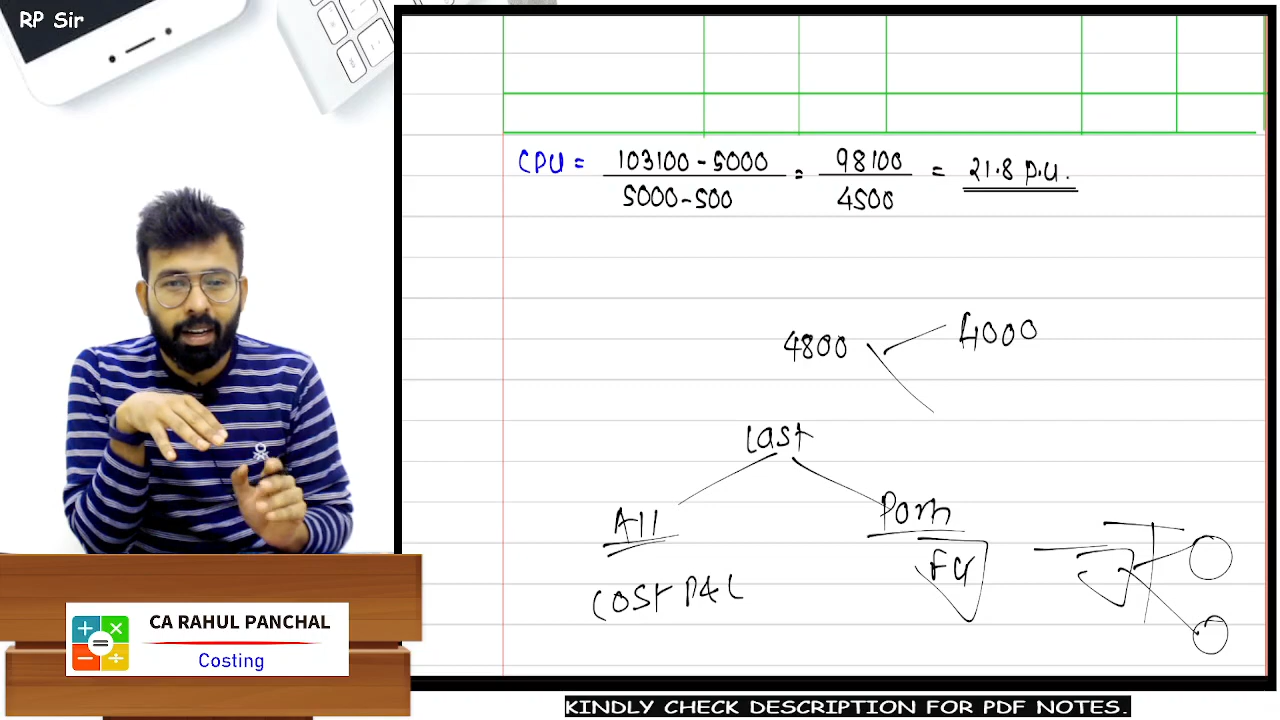 RP Sir
CPU = 103100 - 5000 / 5000 - 500 = 98100 / 4500 = 21.8 P.U.
4800
4000
Last
All
Cost P&L
FG
CA RAHUL PANCHAL
Costing
KINDLY CHECK DESCRIPTION FOR PDF NOTES.